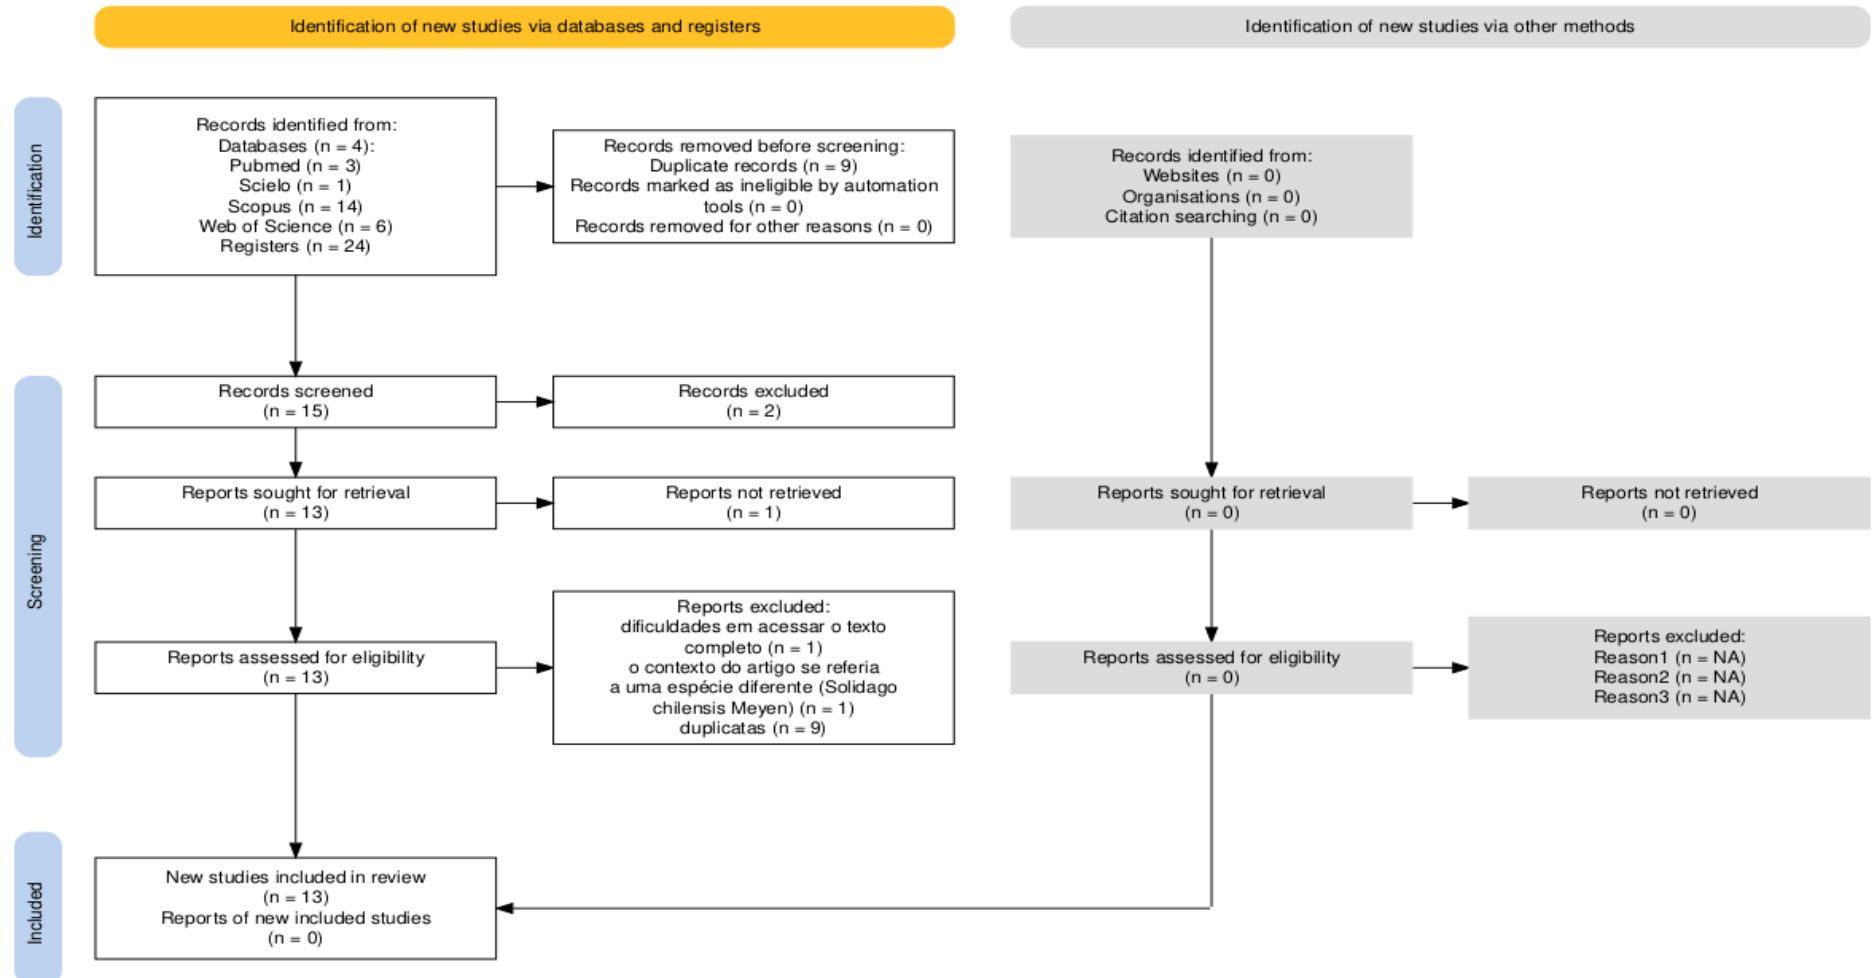 Identification of new studies via databases and registers
Identification of new studies via other methods
Identification
Records identified from:
Databases (n = 4):
Pubmed (n = 3)
Scielo (n = 1)
Scopus (n = 14)
Web of Science (n = 6)
Registers (n = 24)
Records removed before screening:
Duplicate records (n = 9)
Records marked as ineligible by automation
tools (n = 0)
Records removed for other reasons (n = 0)
Records identified from:
Websites (n = 0)
Organisations (n = 0)
Citation searching (n = 0)
Screening
Records screened
(n = 15)
Records excluded
(n = 2)
Reports sought for retrieval
(n = 13)
Reports not retrieved
(n = 1)
Reports sought for retrieval
(n = 0)
Reports not retrieved
(n = 0)
Reports assessed for eligibility
(n = 13)
Reports excluded:
dificuldades em acessar o texto
completo (n = 1)
o contexto do artigo se referia
a uma espécie diferente (Solidago
chilensis Meyen) (n = 1)
duplicatas (n = 9)
Reports assessed for eligibility
(n = 0)
Reports excluded:
Reason1 (n = NA)
Reason2 (n = NA)
Reason3 (n = NA)
Included
New studies included in review
(n = 13)
Reports of new included studies
(n = 0)